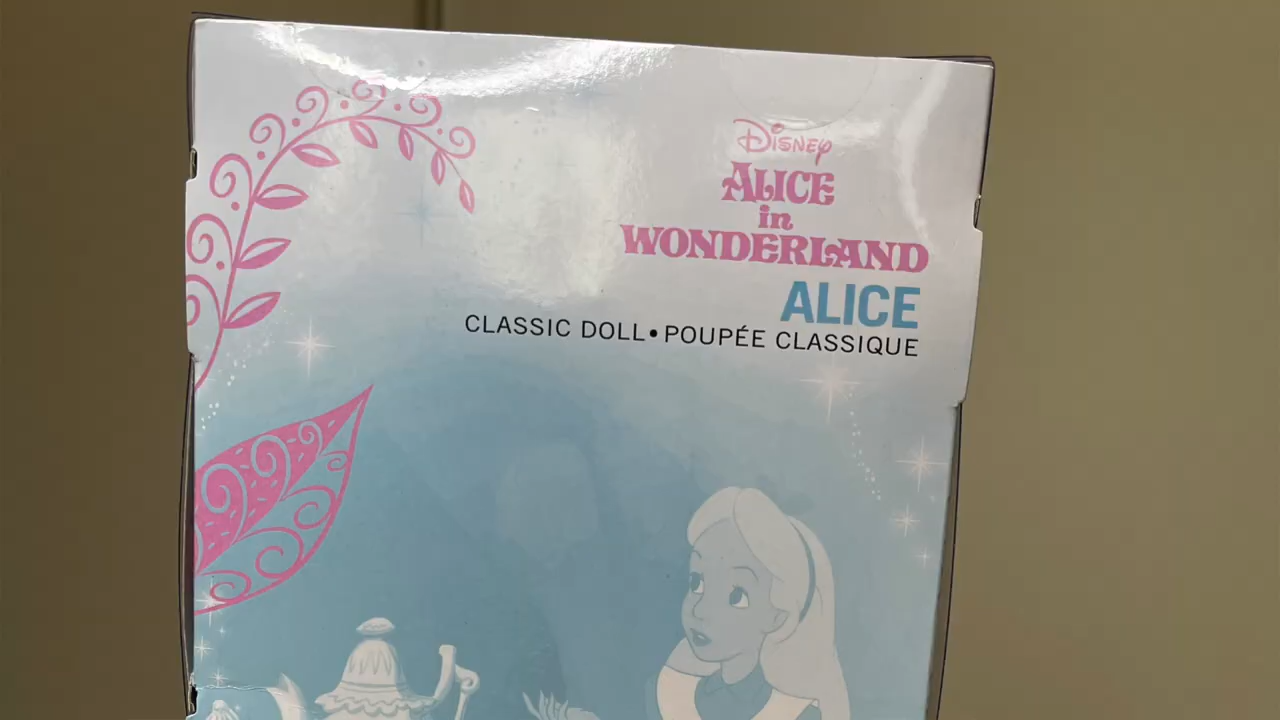 Disney
ALICE
in
WONDERLAND
ALICE
CLASSIC DOLL•POUPÉE CLASSIQUE